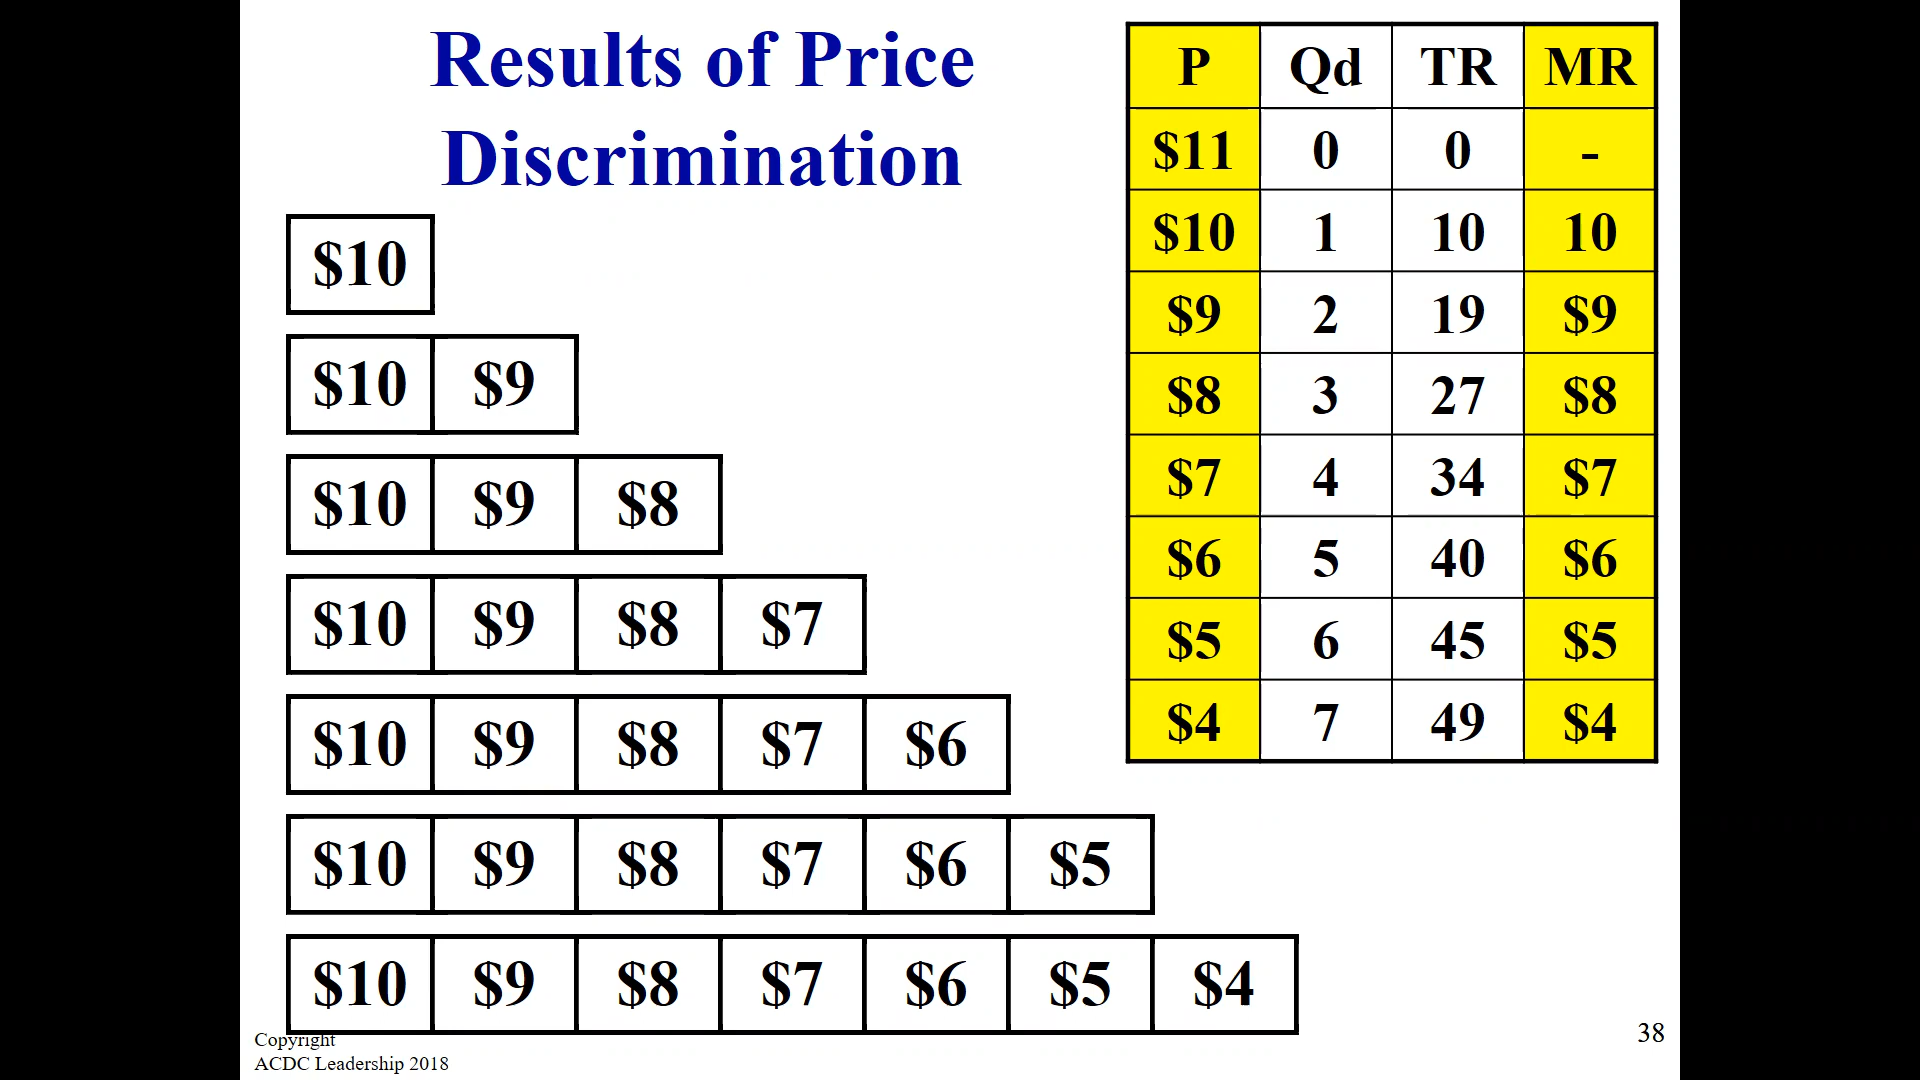 Results of Price
Discrimination
$10
$10 $9
$10 $9 $8
$10 $9 $8 $7
$10 $9 $8 $7 $6
$10 $9 $8 $7 $6 $5
$10 $9 $8 $7 $6 $5 $4
P Qd TR MR
$11 0 0 -
$10 1 10 10
$9 2 19 $9
$8 3 27 $8
$7 4 34 $7
$6 5 40 $6
$5 6 45 $5
$4 7 49 $4
Copyright
ACDC Leadership 2018
38